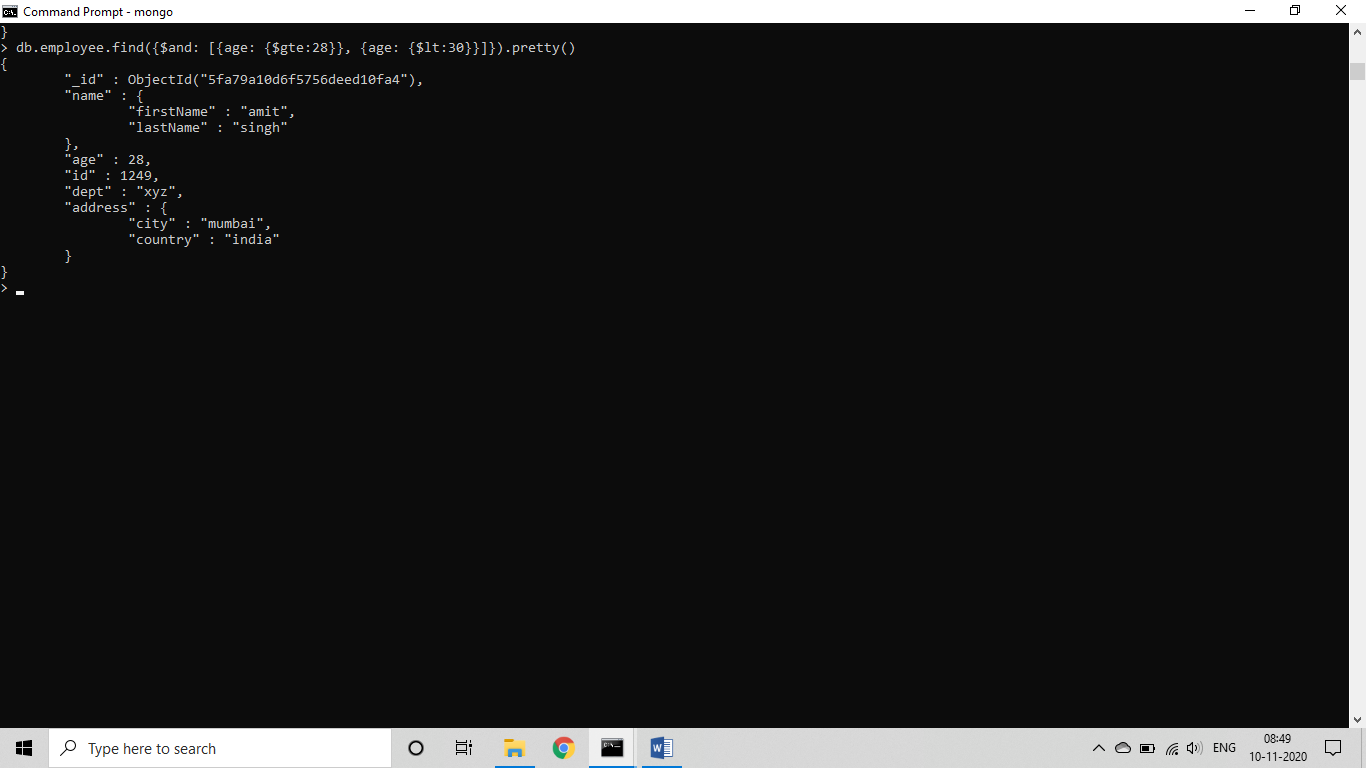 Command Prompt - mongo
}
> db.employee.find({$and: [{age: {$gte:28}}, {age: {$lt:30}}]}).pretty()
{
        "_id" : ObjectId("5fa79a10d6f5756deed10fa4"),
        "name" : {
                "firstName" : "amit",
                "lastName" : "singh"
        },
        "age" : 28,
        "id" : 1249,
        "dept" : "xyz",
        "address" : {
                "city" : "mumbai",
                "country" : "india"
        }
}
>
Type here to search
ENG
08:49
10-11-2020